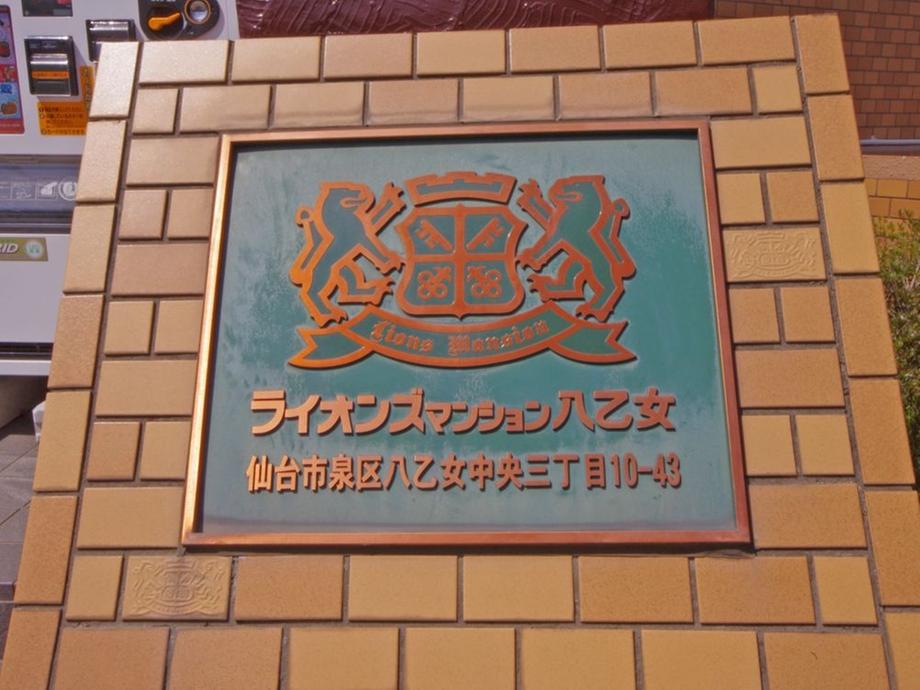 Lions Mansion
ライオンズマンション八乙女
仙台市泉区八乙女中央三丁目10-43